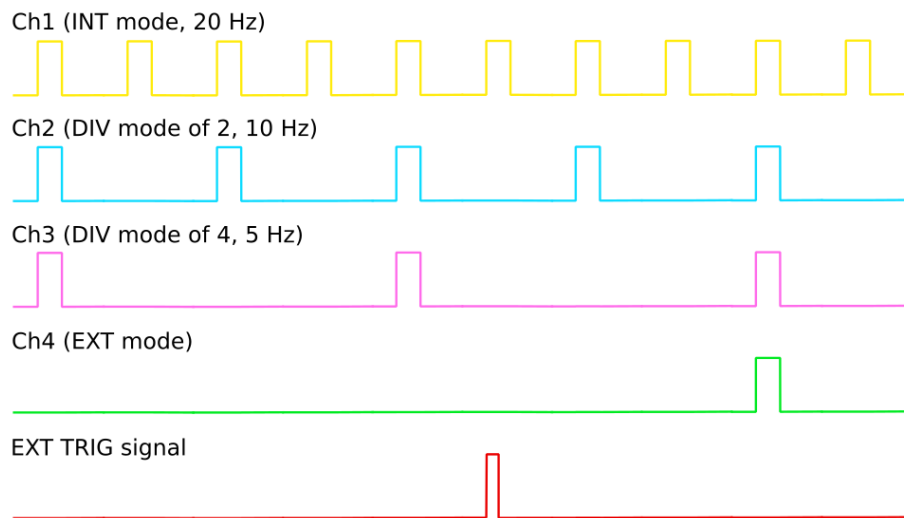 Ch1 (INT mode, 20 Hz)
Ch2 (DIV mode of 2, 10 Hz)
Ch3 (DIV mode of 4, 5 Hz)
Ch4 (EXT mode)
EXT TRIG signal